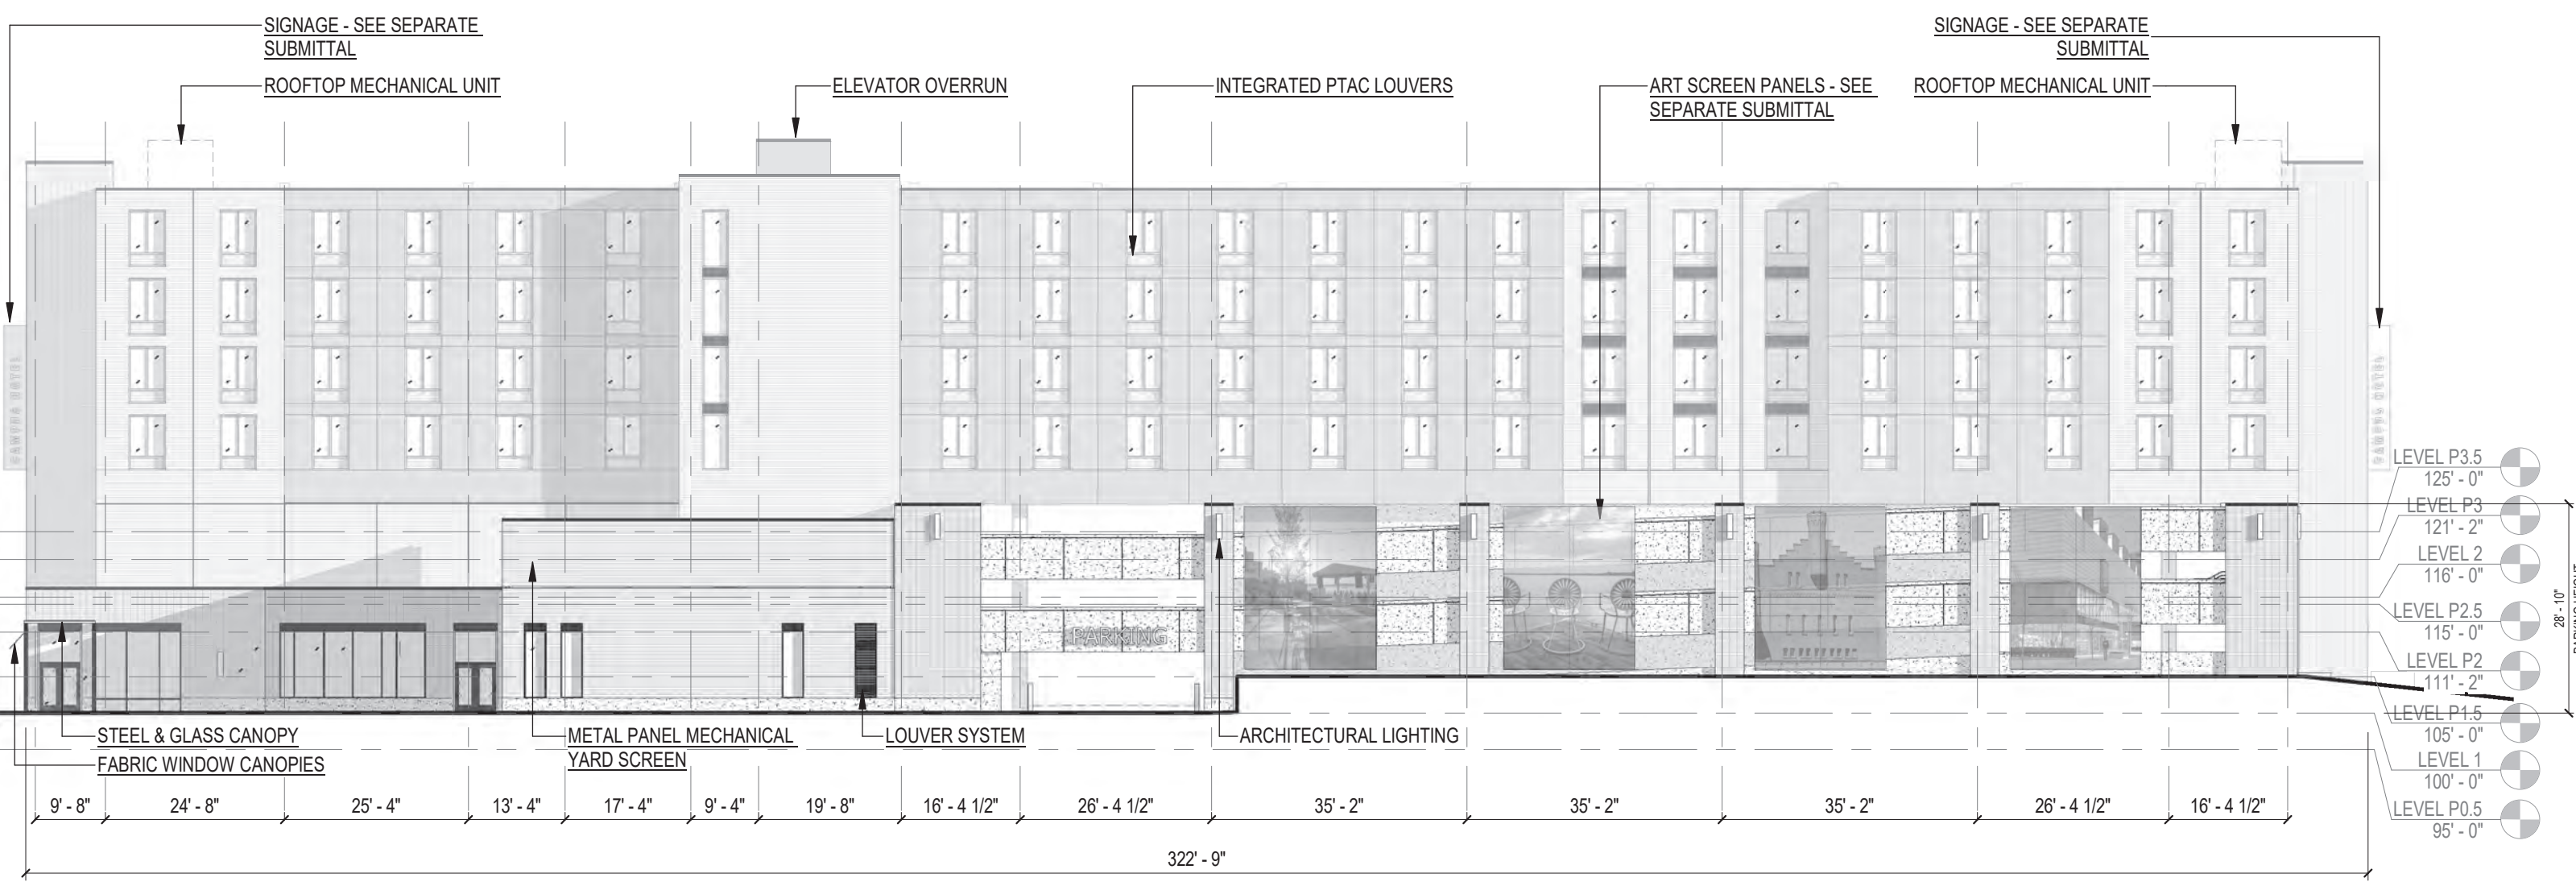 SIGNAGE - SEE SEPARATE
SUBMITTAL
SIGNAGE - SEE SEPARATE
SUBMITTAL
ROOFTOP MECHANICAL UNIT
ELEVATOR OVERRUN
INTEGRATED PTAC LOUVERS
ART SCREEN PANELS - SEE
SEPARATE SUBMITTAL
ROOFTOP MECHANICAL UNIT
CAMPUS HOTEL
CAMPUS HOTEL
LEVEL P3.5
125' - 0"
LEVEL P3
121' - 2"
LEVEL 2
116' - 0"
LEVEL P2.5
115' - 0"
LEVEL P2
111' - 2"
LEVEL P1.5
105' - 0"
LEVEL 1
100' - 0"
LEVEL P0.5
95' - 0"
28' - 10"
PARKING
STEEL & GLASS CANOPY
FABRIC WINDOW CANOPIES
METAL PANEL MECHANICAL
YARD SCREEN
LOUVER SYSTEM
ARCHITECTURAL LIGHTING
9' - 8"
24' - 8"
25' - 4"
13' - 4"
17' - 4"
9' - 4"
19' - 8"
16' - 4 1/2"
26' - 4 1/2"
35' - 2"
35' - 2"
35' - 2"
26' - 4 1/2"
16' - 4 1/2"
322' - 9"